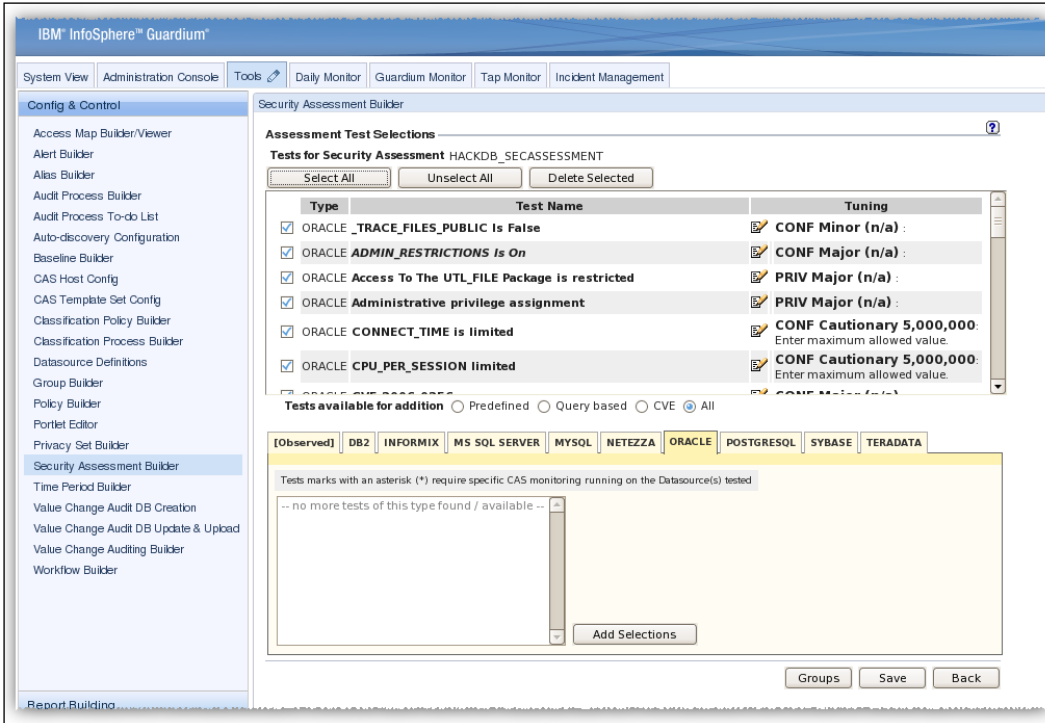 IBM® InfoSphere™ Guardium®
System View Administration Console Tools Daily Monitor Guardium Monitor Tap Monitor Incident Management
Config & Control
Access Map Builder/Viewer
Alert Builder
Alias Builder
Audit Process Builder
Audit Process To-do List
Auto-discovery Configuration
Baseline Builder
CAS Host Config
CAS Template Set Config
Classification Policy Builder
Classification Process Builder
Datasource Definitions
Group Builder
Policy Builder
Portlet Editor
Privacy Set Builder
Security Assessment Builder
Time Period Builder
Value Change Audit DB Creation
Value Change Audit DB Update & Upload
Value Change Auditing Builder
Workflow Builder
Report Building
Security Assessment Builder
Assessment Test Selections
?
Tests for Security Assessment HACKDB_SECASSESSMENT
Select All Unselect All Delete Selected
Type Test Name Tuning
ORACLE _TRACE_FILES_PUBLIC Is False CONF Minor (n/a) :
ORACLE ADMIN_RESTRICTIONS Is On CONF Major (n/a) :
ORACLE Access To The UTL_FILE Package is restricted PRIV Major (n/a) :
ORACLE Administrative privilege assignment PRIV Major (n/a) :
ORACLE CONNECT_TIME is limited CONF Cautionary 5,000,000:
Enter maximum allowed value.
ORACLE CPU_PER_SESSION limited CONF Cautionary 5,000,000:
Enter maximum allowed value.
Tests available for addition Predefined Query based CVE All
[Observed] DB2 INFORMIX MS SQL SERVER MYSQL NETEZZA ORACLE POSTGRESQL SYBASE TERADATA
Tests marks with an asterisk (*) require specific CAS monitoring running on the Datasource(s) tested
-- no more tests of this type found / available --
Add Selections
Groups Save Back